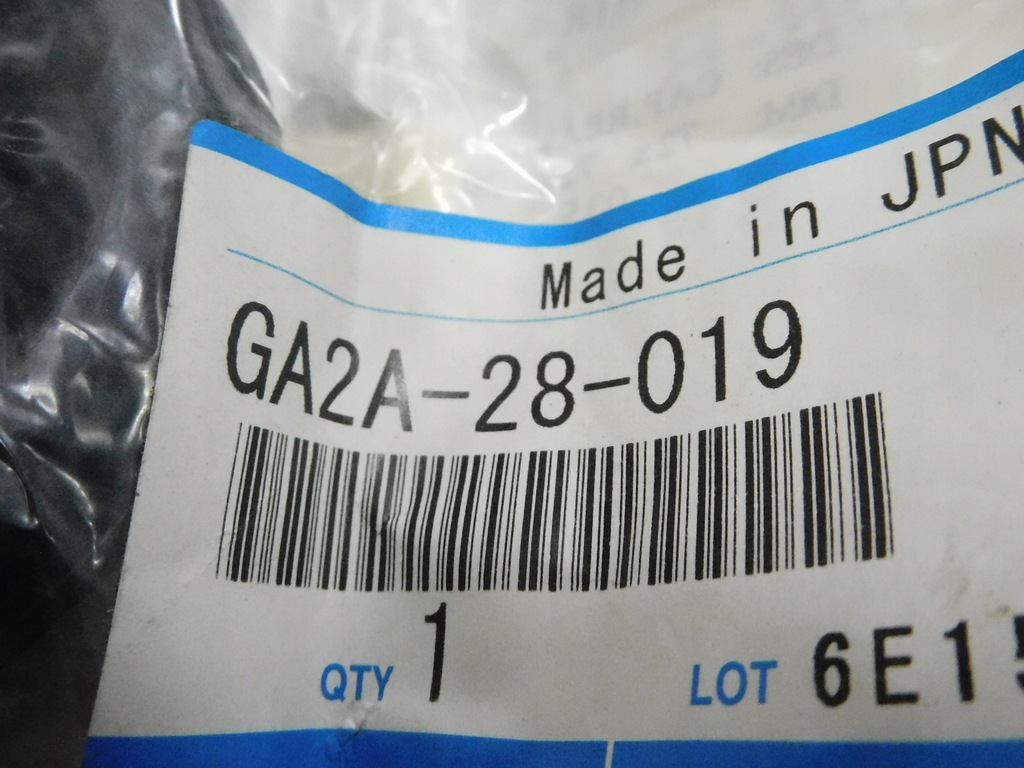 Made in JPN
GA2A-28-019
QTY 1 LOT 6E15